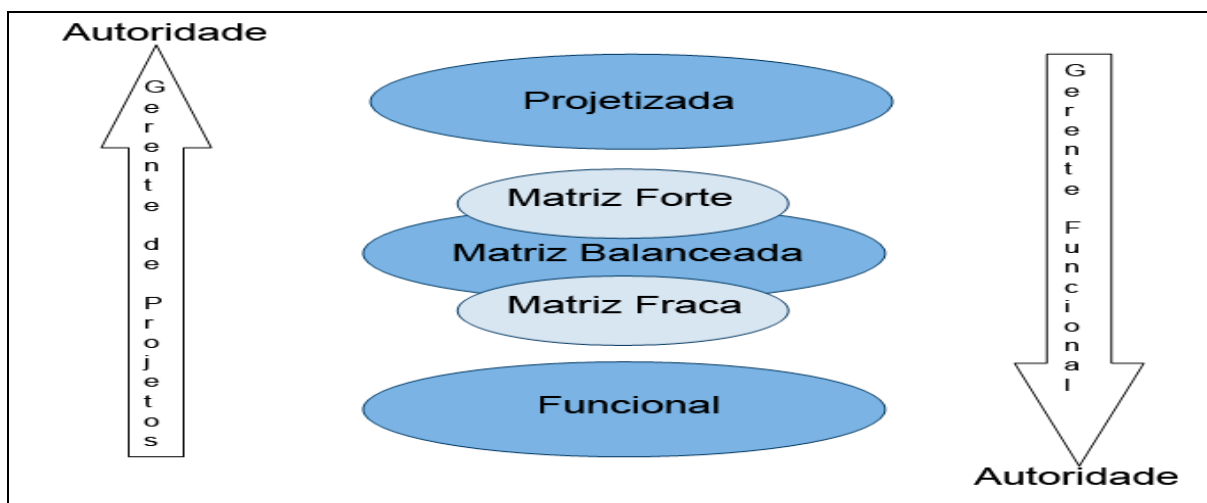 Autoridade
Gerente de Projetos
Projetizada
Matriz Forte
Matriz Balanceada
Matriz Fraca
Funcional
Gerente Funcional
Autoridade